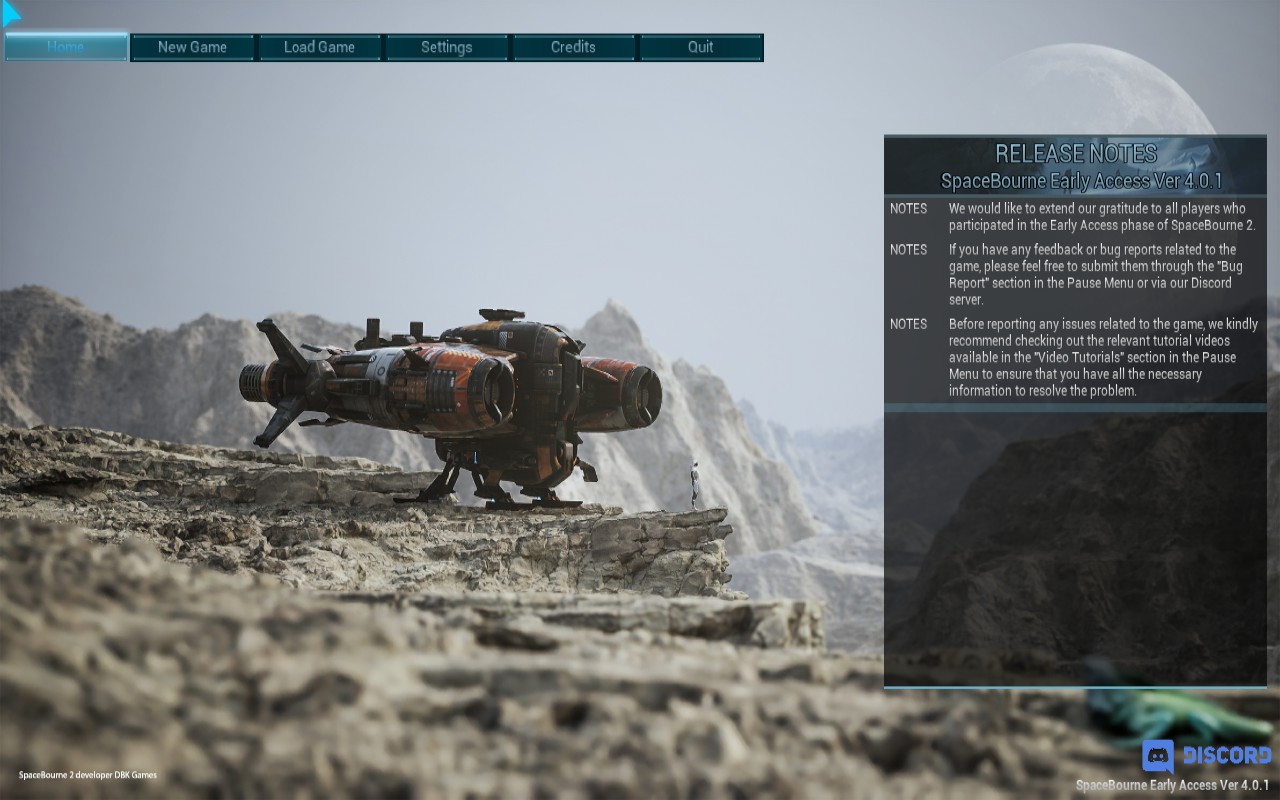 Home New Game Load Game Settings Credits Quit
RELEASE NOTES
SpaceBourne Early Access Ver 4.0.1
NOTES We would like to extend our gratitude to all players who
participated in the Early Access phase of SpaceBourne 2.
NOTES If you have any feedback or bug reports related to the
game, please feel free to submit them through the "Bug
Report" section in the Pause Menu or via our Discord
server.
NOTES Before reporting any issues related to the game, we kindly
recommend checking out the relevant tutorial videos
available in the "Video Tutorials" section in the Pause
Menu to ensure that you have all the necessary
information to resolve the problem.
DISCORD
SpaceBourne 2 developer DBK Games
SpaceBourne Early Access Ver 4.0.1